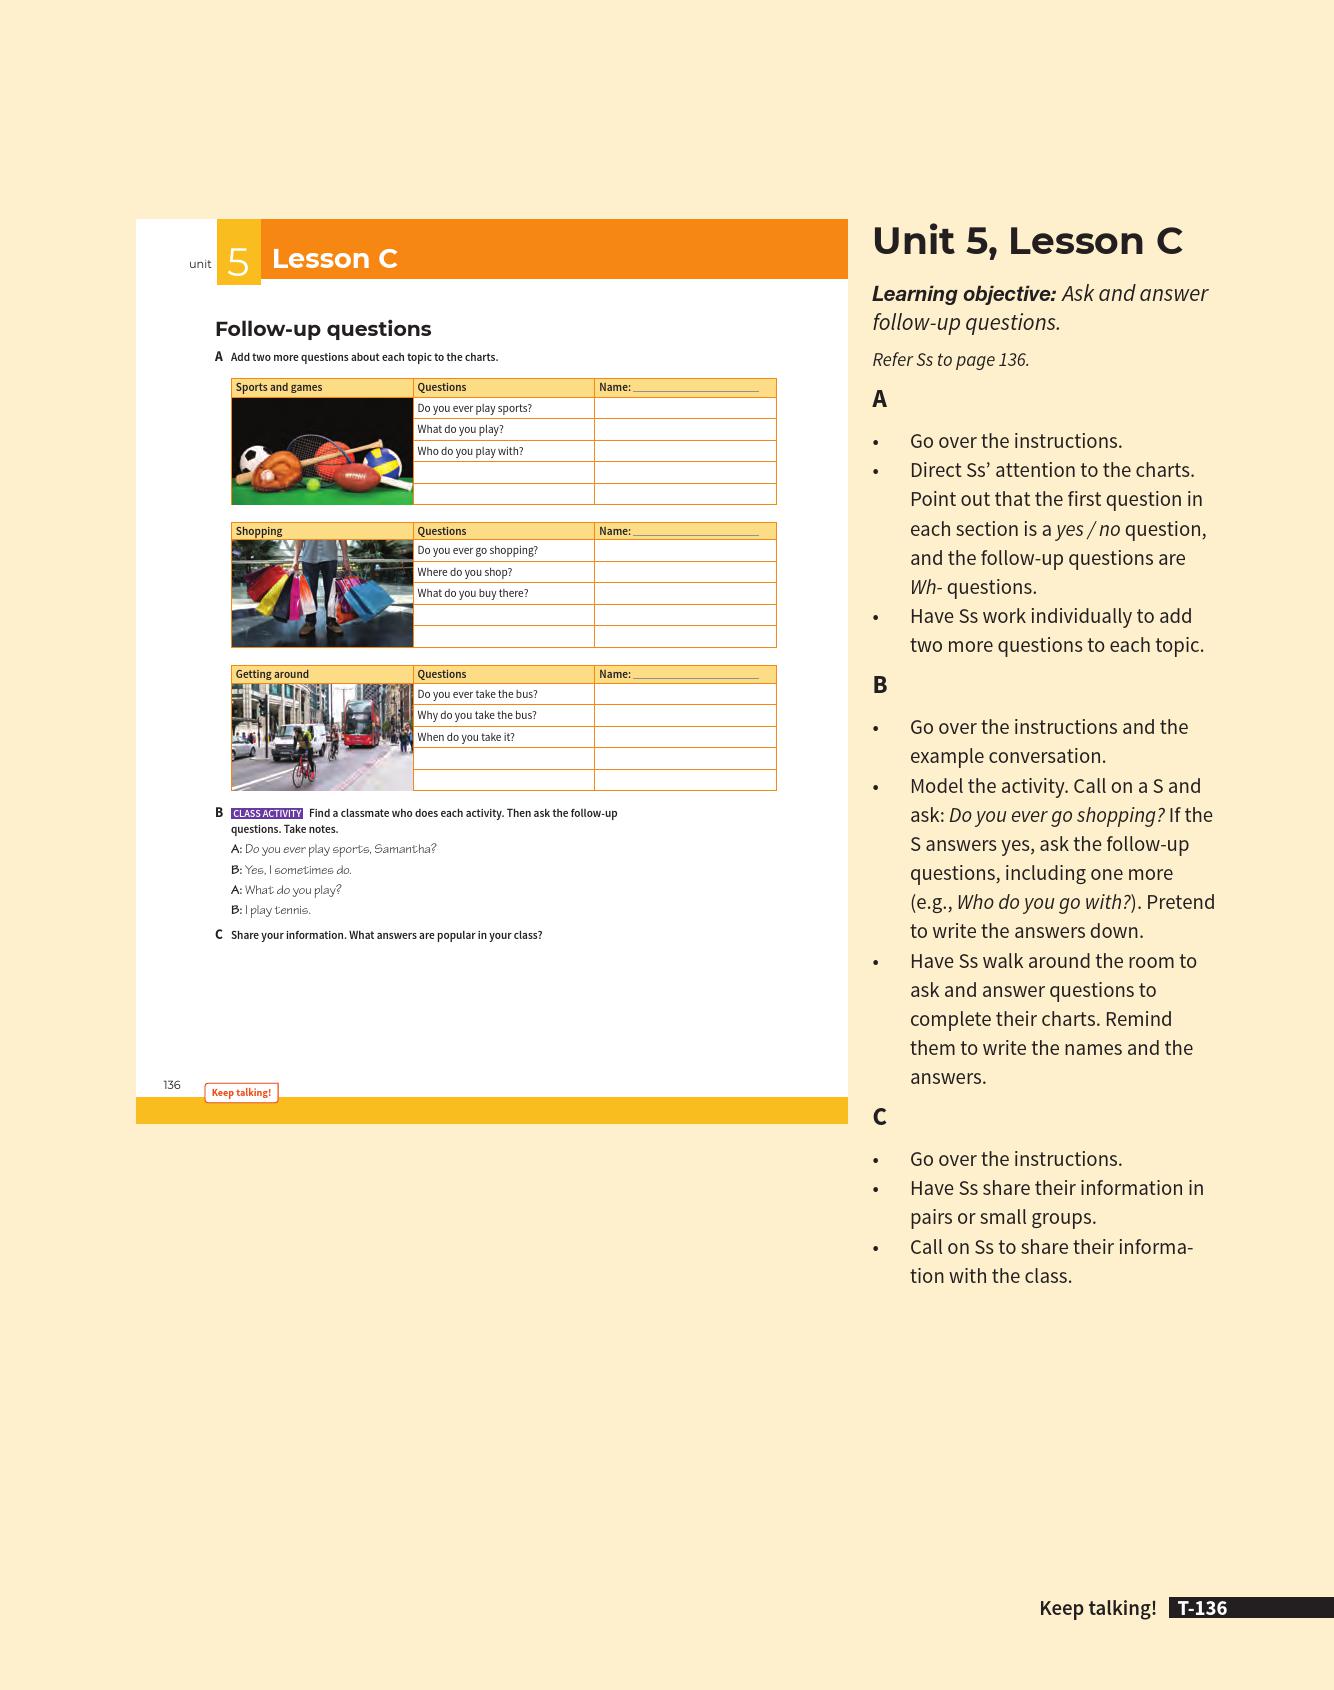 unit 5 Lesson C
Follow-up questions
A Add two more questions about each topic to the charts.
Sports and games Questions Name: ____________________
Do you ever play sports?
What do you play?
Who do you play with?
Shopping Questions Name: ____________________
Do you ever go shopping?
Where do you shop?
What do you buy there?
Getting around Questions Name: ____________________
Do you ever take the bus?
Why do you take the bus?
When do you take it?
B CLASS ACTIVITY Find a classmate who does each activity. Then ask the follow-up
questions. Take notes.
A: Do you ever play sports, Samantha?
B: Yes, I sometimes do.
A: What do you play?
B: I play tennis.
C Share your information. What answers are popular in your class?
136 Keep talking!
Unit 5, Lesson C
Learning objective: Ask and answer
follow-up questions.
Refer Ss to page 136.
A
• Go over the instructions.
• Direct Ss’ attention to the charts.
Point out that the first question in
each section is a yes / no question,
and the follow-up questions are
Wh- questions.
• Have Ss work individually to add
two more questions to each topic.
B
• Go over the instructions and the
example conversation.
• Model the activity. Call on a S and
ask: Do you ever go shopping? If the
S answers yes, ask the follow-up
questions, including one more
(e.g., Who do you go with?). Pretend
to write the answers down.
• Have Ss walk around the room to
ask and answer questions to
complete their charts. Remind
them to write the names and the
answers.
C
• Go over the instructions.
• Have Ss share their information in
pairs or small groups.
• Call on Ss to share their informa-
tion with the class.
Keep talking! T-136